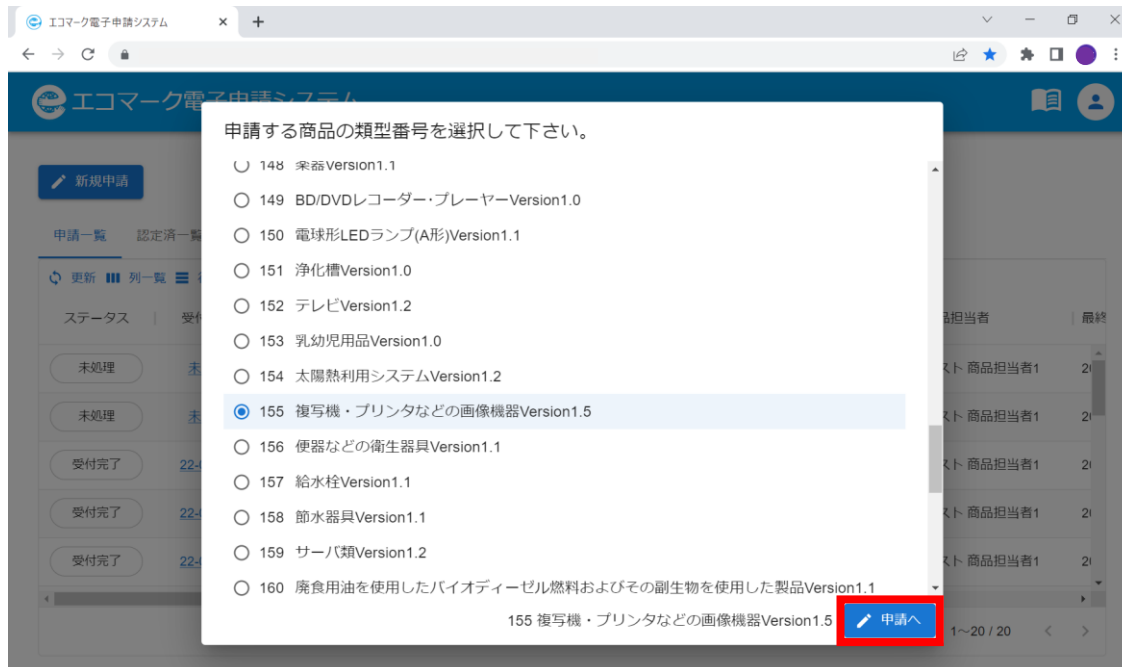 エコマーク電子申請システム
エコマーク電子申請システム
申請する商品の類型番号を選択して下さい。
新規申請
148 楽器Version1.1
149 BD/DVDレコーダー・プレーヤーVersion1.0
申請一覧 認定済一覧
150 電球形LEDランプ(A形)Version1.1
151 浄化槽Version1.0
更新 列一覧
152 テレビVersion1.2
ステータス 受付 担当者 最終
153 乳幼児用品Version1.0
未処理 未 スト 商品担当者1 20
154 太陽熱利用システムVersion1.2
155 複写機・プリンタなどの画像機器Version1.5
未処理 未 スト 商品担当者1 20
156 便器などの衛生器具Version1.1
受付完了 22- スト 商品担当者1 20
157 給水栓Version1.1
158 節水器具Version1.1
受付完了 22- スト 商品担当者1 20
159 サーバ類Version1.2
受付完了 22- スト 商品担当者1 20
160 廃食用油を使用したバイオディーゼル燃料およびその副生物を使用した製品Version1.1
155 複写機・プリンタなどの画像機器Version1.5 申請へ
1～20 / 20